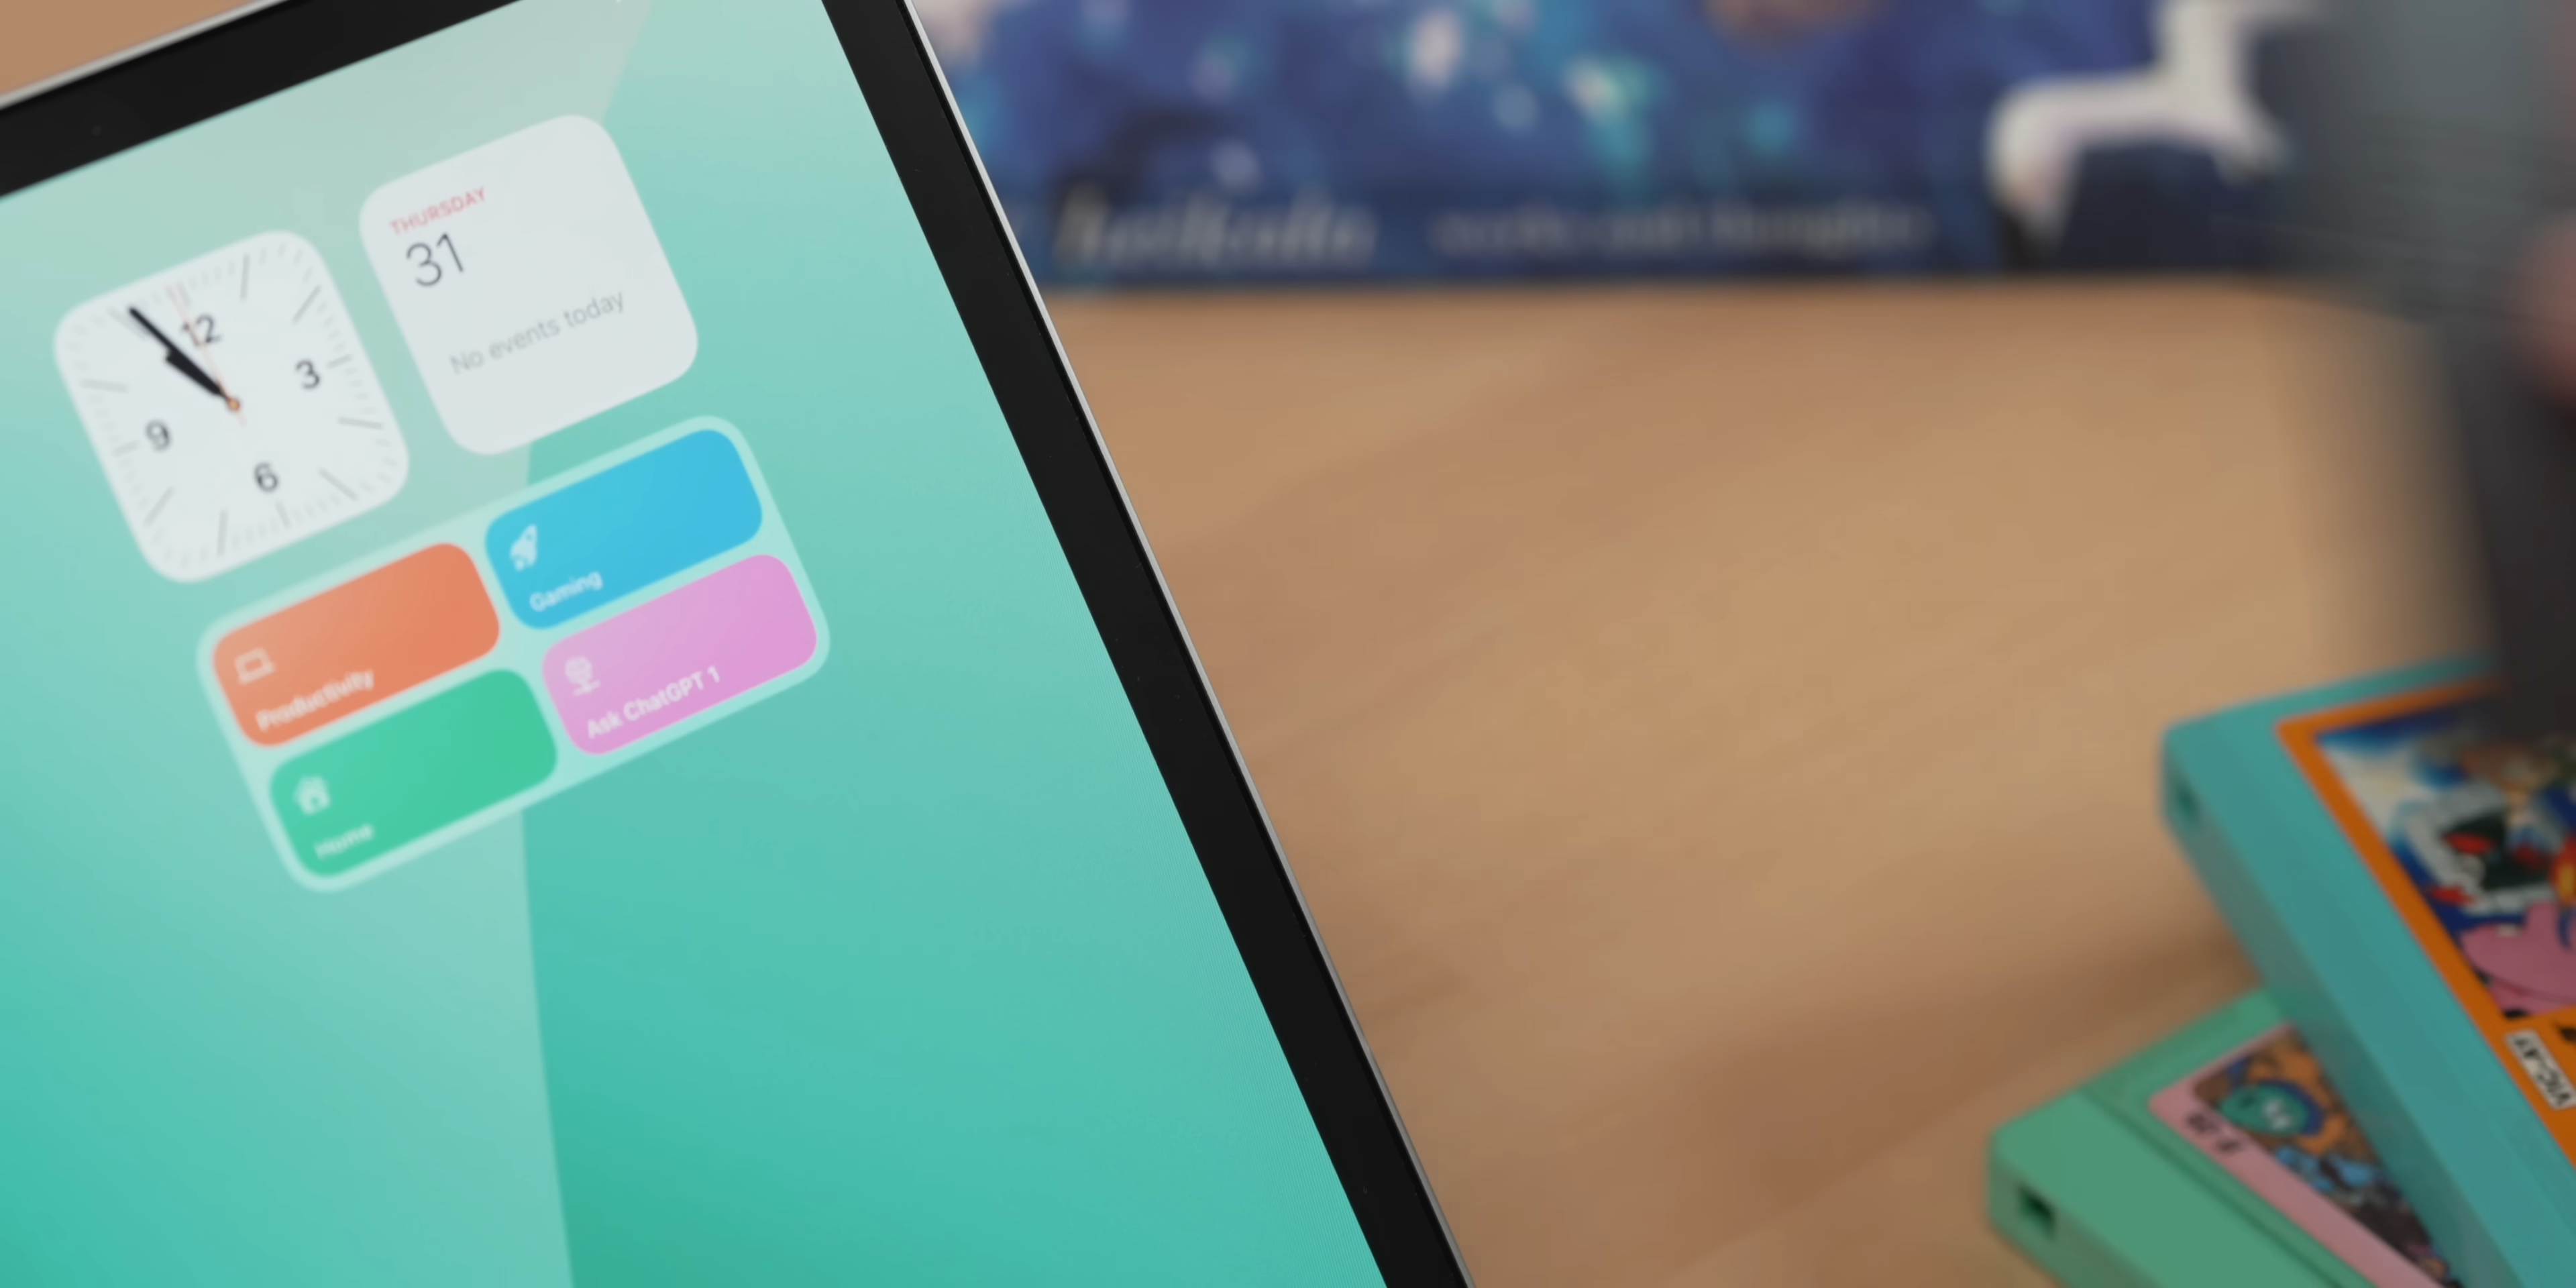 12
3
6
9
THURSDAY
31
No events today
Productivity
Gaming
Home
Ask ChatGPT 1